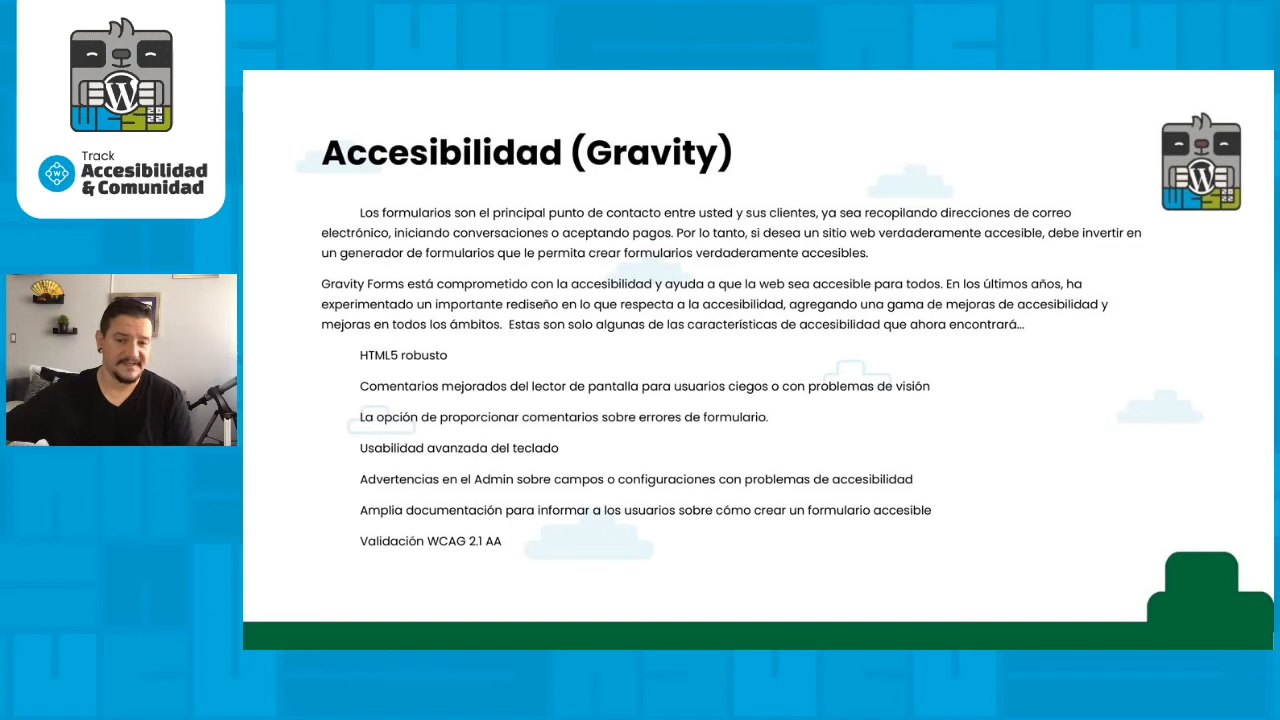 WESP
2022
Track
Accesibilidad
& Comunidad
Accesibilidad (Gravity)
Los formularios son el principal punto de contacto entre usted y sus clientes, ya sea recopilando direcciones de correo
electrónico, iniciando conversaciones o aceptando pagos. Por lo tanto, si desea un sitio web verdaderamente accesible, debe invertir en
un generador de formularios que le permita crear formularios verdaderamente accesibles.
Gravity Forms está comprometido con la accesibilidad y ayuda a que la web sea accesible para todos. En los últimos años, ha
experimentado un importante rediseño en lo que respecta a la accesibilidad, agregando una gama de mejoras de accesibilidad y
mejoras en todos los ámbitos. Estas son solo algunas de las características de accesibilidad que ahora encontrará...
HTML5 robusto
Comentarios mejorados del lector de pantalla para usuarios ciegos o con problemas de visión
La opción de proporcionar comentarios sobre errores de formulario.
Usabilidad avanzada del teclado
Advertencias en el Admin sobre campos o configuraciones con problemas de accesibilidad
Amplia documentación para informar a los usuarios sobre cómo crear un formulario accesible
Validación WCAG 2.1 AA